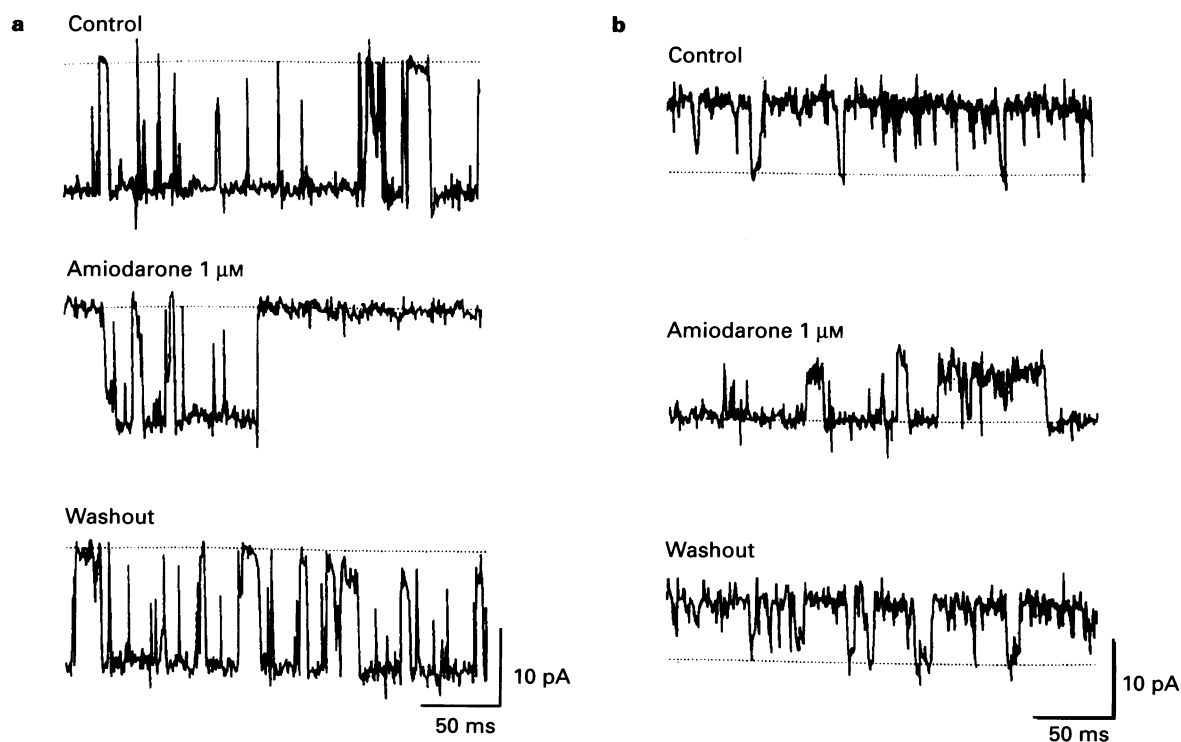 a
Control
Amiodarone 1 μM
Washout
10 pA
50 ms
b
Control
Amiodarone 1 μM
Washout
10 pA
50 ms